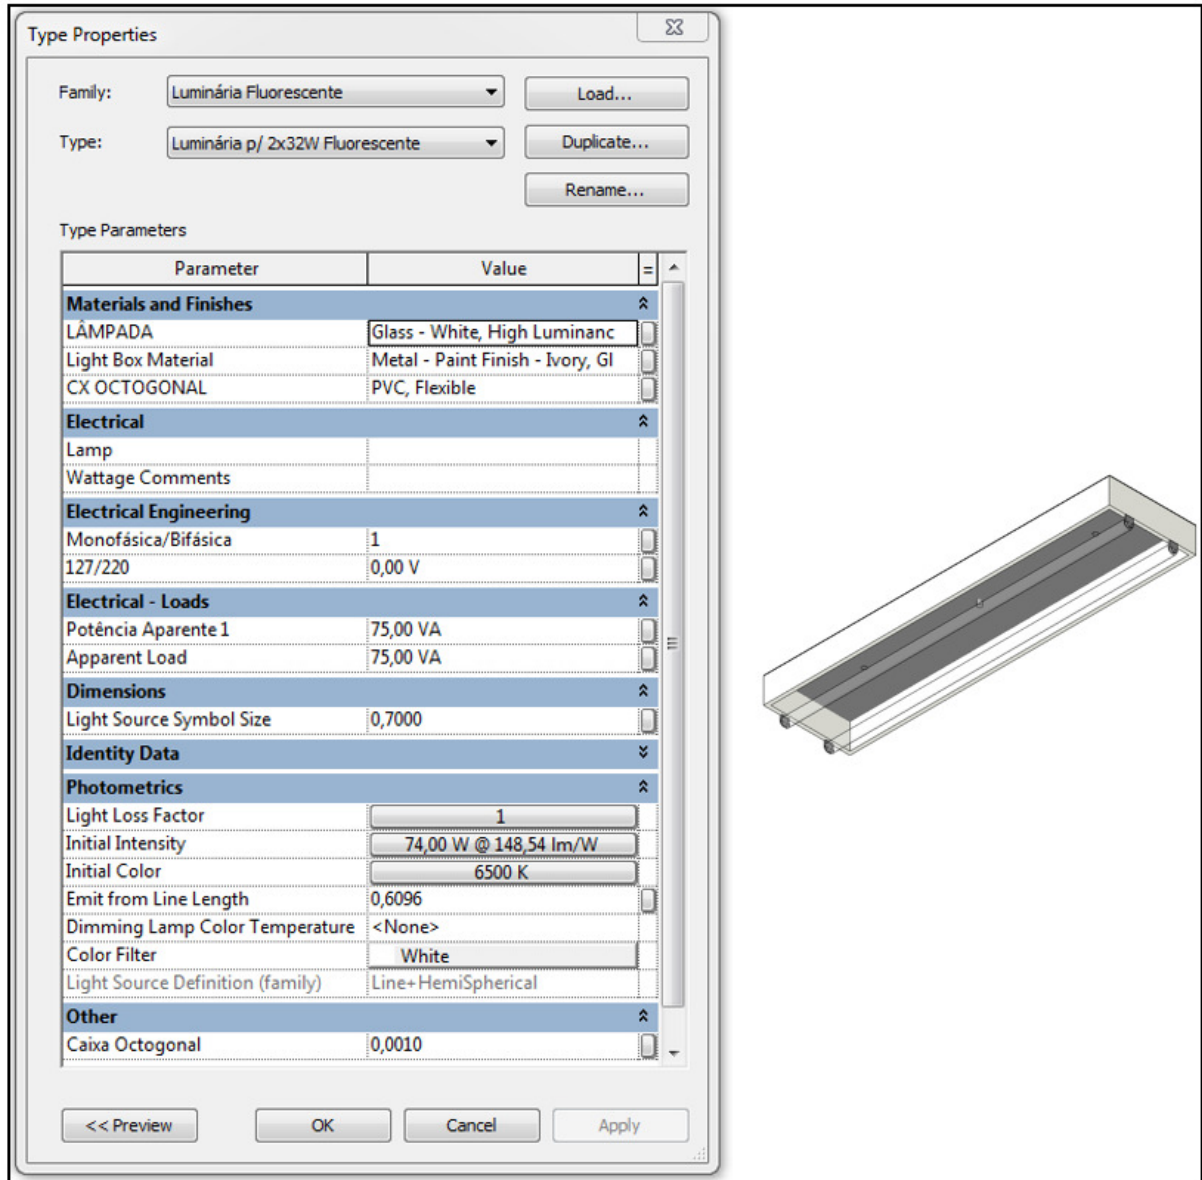 Type Properties
Family: Luminária Fluorescente Load...
Type: Luminária p/ 2x32W Fluorescente Duplicate...
Rename...
Type Parameters
Parameter Value =
Materials and Finishes
LÂMPADA Glass - White, High Luminanc
Light Box Material Metal - Paint Finish - Ivory, Gl
CX OCTOGONAL PVC, Flexible
Electrical
Lamp
Wattage Comments
Electrical Engineering
Monofásica/Bifásica 1
127/220 0,00 V
Electrical - Loads
Potência Aparente 1 75,00 VA
Apparent Load 75,00 VA
Dimensions
Light Source Symbol Size 0,7000
Identity Data
Photometrics
Light Loss Factor 1
Initial Intensity 74,00 W @ 148,54 lm/W
Initial Color 6500 K
Emit from Line Length 0,6096
Dimming Lamp Color Temperature <None>
Color Filter White
Light Source Definition (family) Line+HemiSpherical
Other
Caixa Octogonal 0,0010
<< Preview OK Cancel Apply